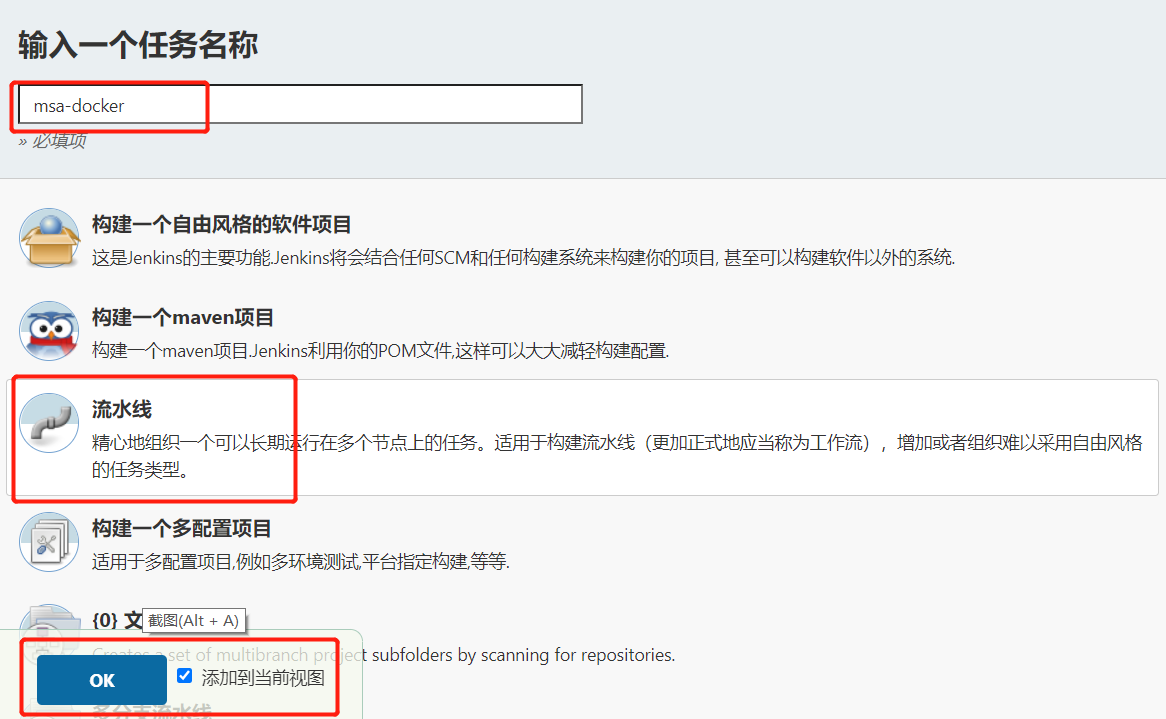 输入一个任务名称
msa-docker
» 必填项
构建一个自由风格的软件项目
这是Jenkins的主要功能.Jenkins将会结合任何SCM和任何构建系统来构建你的项目, 甚至可以构建软件以外的系统.
构建一个maven项目
构建一个maven项目.Jenkins利用你的POM文件,这样可以大大减轻构建配置.
流水线
精心地组织一个可以长期运行在多个节点上的任务。适用于构建流水线（更加正式地应当称为工作流），增加或者组织难以采用自由风格
的任务类型。
构建一个多配置项目
适用于多配置项目,例如多环境测试,平台指定构建,等等.
{0} 文
截图(Alt + A)
Creates a set of multibranch project subfolders by scanning for repositories.
OK
添加到当前视图
多分支流水线